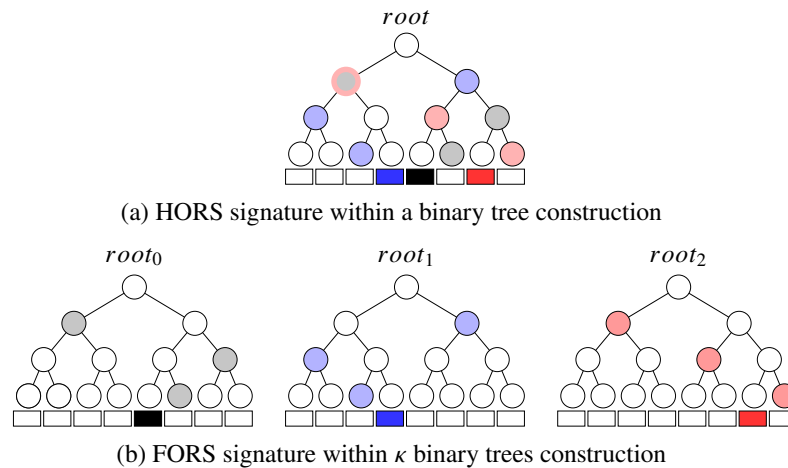 root
(a) HORS signature within a binary tree construction
root₀ root₁ root₂
(b) FORS signature within κ binary trees construction